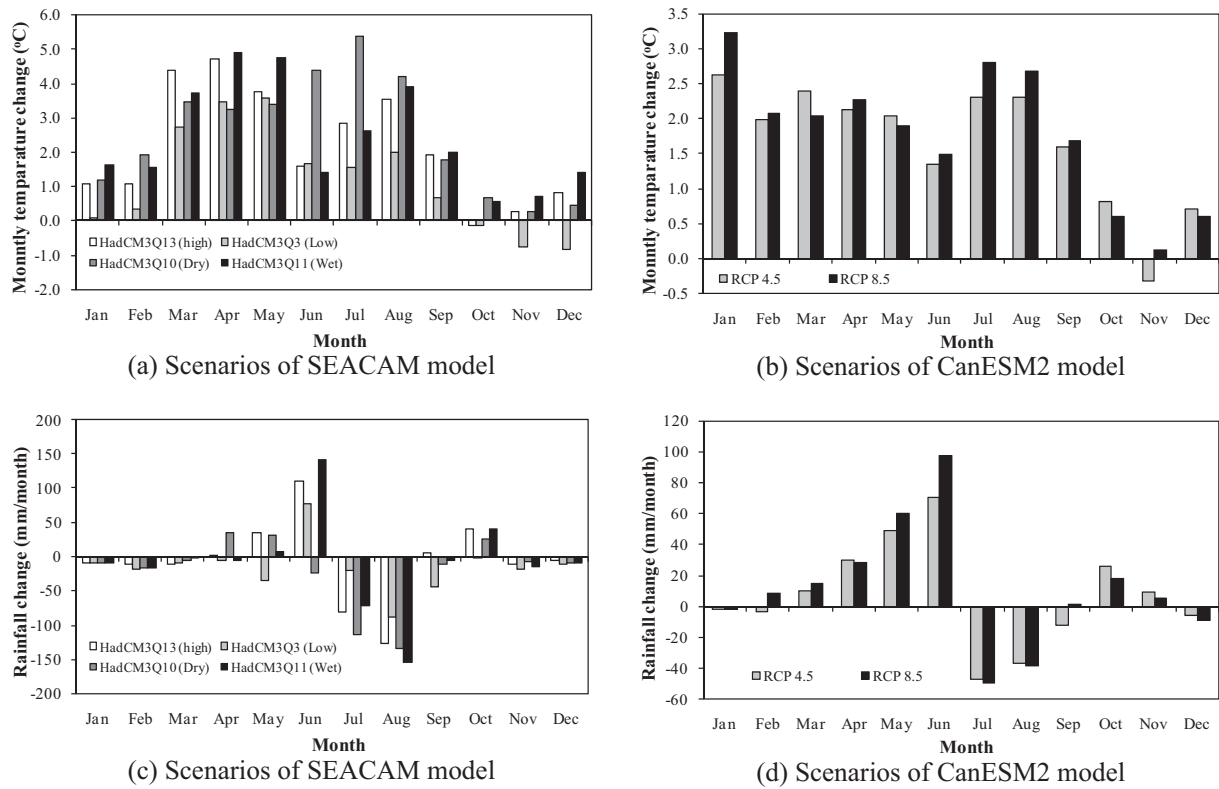 Monntly temparature change (ºC)
6.0
5.0
4.0
3.0
2.0
1.0
0.0
-1.0
-2.0
HadCM3Q13 (high)
HadCM3Q3 (Low)
HadCM3Q10 (Dry)
HadCM3Q11 (Wet)
Jan Feb Mar Apr May Jun Jul Aug Sep Oct Nov Dec
Month
(a) Scenarios of SEACAM model
Monntly temparature change (ºC)
3.5
3.0
2.5
2.0
1.5
1.0
0.5
0.0
-0.5
RCP 4.5
RCP 8.5
Jan Feb Mar Apr May Jun Jul Aug Sep Oct Nov Dec
Month
(b) Scenarios of CanESM2 model
Rainfall change (mm/month)
200
150
100
50
0
-50
-100
-150
-200
HadCM3Q13 (high)
HadCM3Q3 (Low)
HadCM3Q10 (Dry)
HadCM3Q11 (Wet)
Jan Feb Mar Apr May Jun Jul Aug Sep Oct Nov Dec
Month
(c) Scenarios of SEACAM model
Rainfall change (mm/month)
120
100
80
60
40
20
0
-20
-40
-60
RCP 4.5
RCP 8.5
Jan Feb Mar Apr May Jun Jul Aug Sep Oct Nov Dec
Month
(d) Scenarios of CanESM2 model